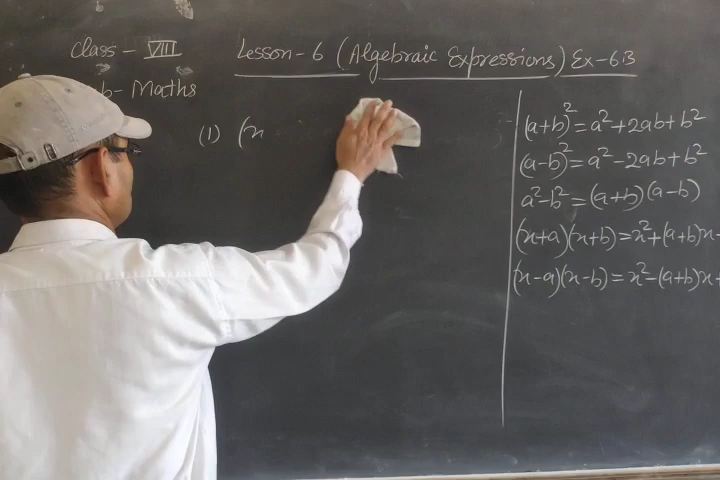 Class - VIII
Lesson - 6 (Algebraic Expressions) Ex - 6.3
Maths
(1) (x
(a+b)² = a² + 2ab + b²
(a-b)² = a² - 2ab + b²
a² - b² = (a+b)(a-b)
(x+a)(x+b) = x² + (a+b)x
(x-a)(x-b) = x² - (a+b)x